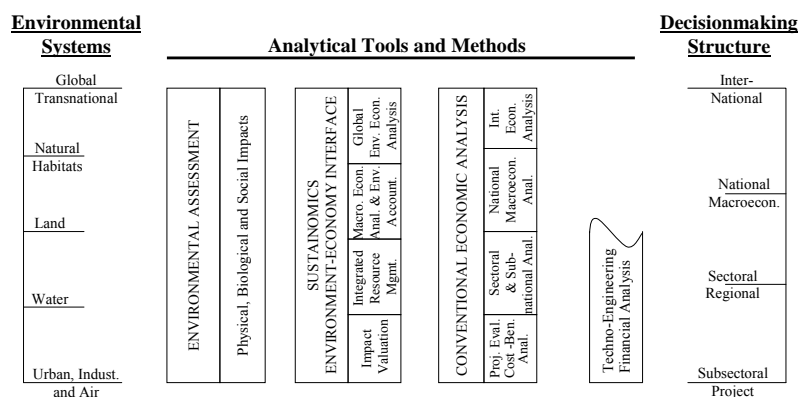 Environmental
Systems
Analytical Tools and Methods
Decisionmaking
Structure
Global
Transnational
Natural
Habitats
Land
Water
Urban, Indust.
and Air
ENVIRONMENTAL ASSESSMENT
Physical, Biological and Social Impacts
SUSTAINOMICS
ENVIRONMENT-ECONOMY INTERFACE
Global
Env. Econ.
Analysis
Macro. Econ.
Anal. & Env.
Account.
Integrated
Resource
Mgmt.
Impact
Valuation
CONVENTIONAL ECONOMIC ANALYSIS
Int.
Econ.
Analysis
National
Macroecon.
Anal.
Sectoral
& Sub-
national Anal.
Proj. Eval.
Cost -Ben.
Anal.
Techno-Engineering
Financial Analysis
Inter-
National
National
Macroecon.
Sectoral
Regional
Subsectoral
Project